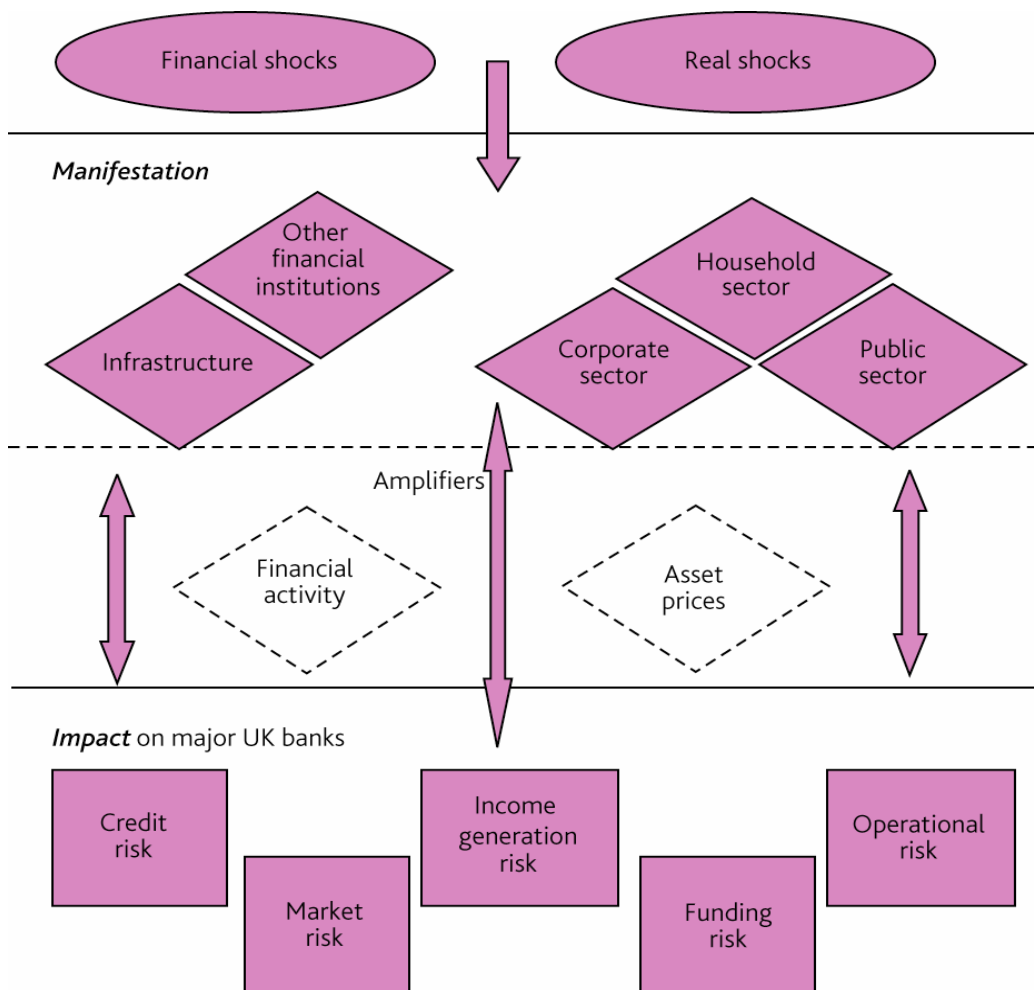 Financial shocks
Real shocks
Manifestation
Other
financial
institutions
Infrastructure
Household
sector
Corporate
sector
Public
sector
Amplifiers
Financial
activity
Asset
prices
Impact on major UK banks
Credit
risk
Market
risk
Income
generation
risk
Funding
risk
Operational
risk